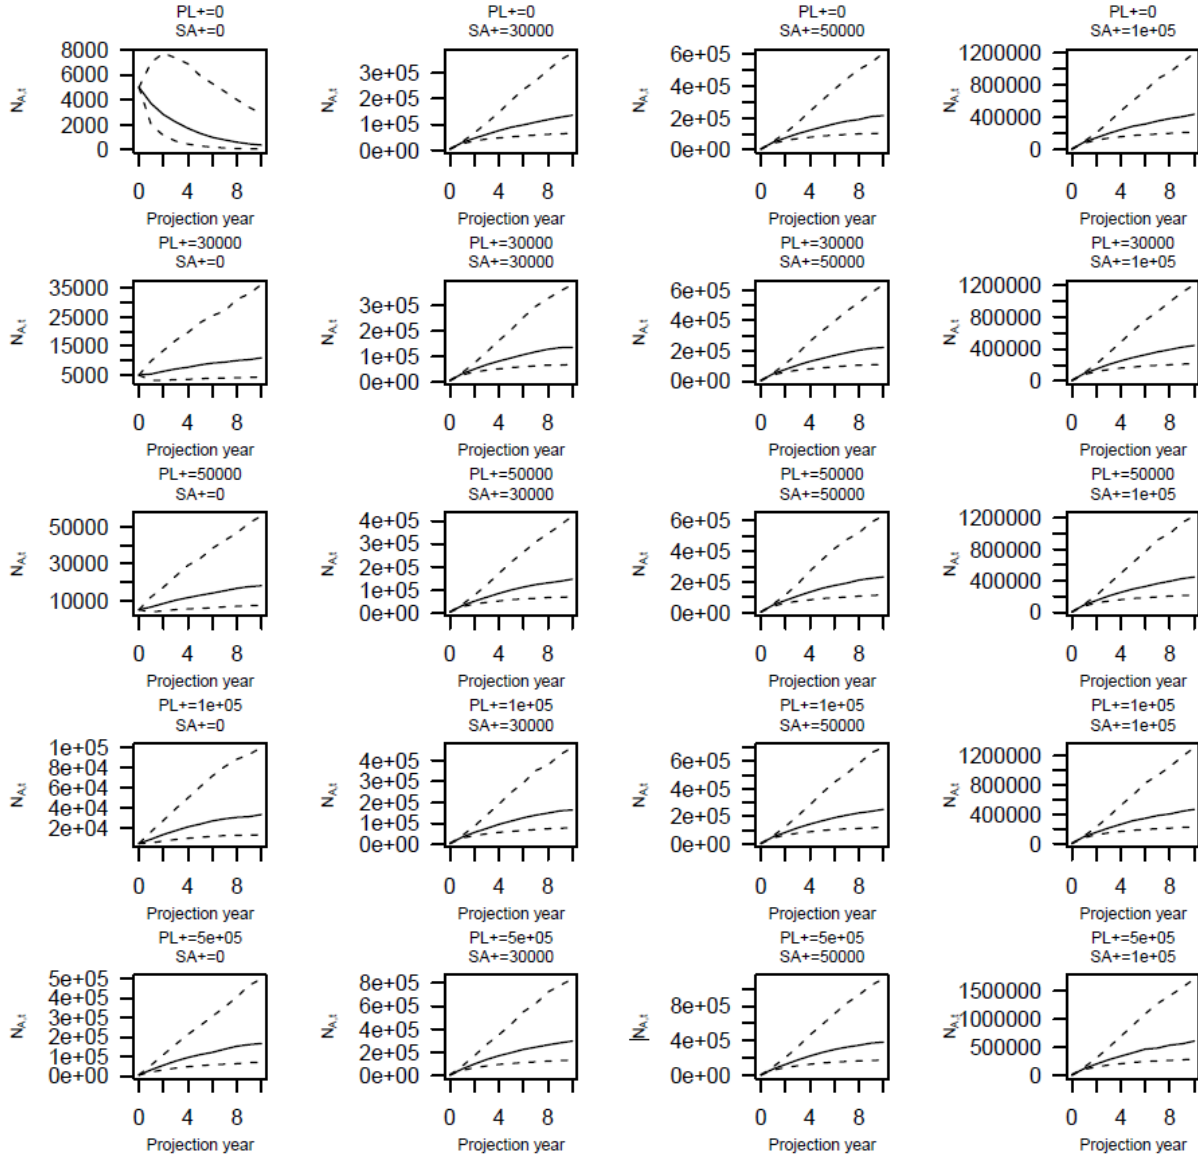 PL+=0
SA+=0
8000
6000
4000
2000
0
N_A,t
0 4 8
Projection year
PL+=0
SA+=30000
3e+05
2e+05
1e+05
0e+00
N_A,t
0 4 8
Projection year
PL+=0
SA+=50000
6e+05
4e+05
2e+05
0e+00
N_A,t
0 4 8
Projection year
PL+=0
SA+=1e+05
1200000
800000
400000
0
N_A,t
0 4 8
Projection year
PL+=30000
SA+=0
35000
25000
15000
5000
N_A,t
0 4 8
Projection year
PL+=30000
SA+=30000
3e+05
2e+05
1e+05
0e+00
N_A,t
0 4 8
Projection year
PL+=30000
SA+=50000
6e+05
4e+05
2e+05
0e+00
N_A,t
0 4 8
Projection year
PL+=30000
SA+=1e+05
1200000
800000
400000
0
N_A,t
0 4 8
Projection year
PL+=50000
SA+=0
50000
30000
10000
N_A,t
0 4 8
Projection year
PL+=50000
SA+=30000
4e+05
3e+05
2e+05
1e+05
0e+00
N_A,t
0 4 8
Projection year
PL+=50000
SA+=50000
6e+05
4e+05
2e+05
0e+00
N_A,t
0 4 8
Projection year
PL+=50000
SA+=1e+05
1200000
800000
400000
0
N_A,t
0 4 8
Projection year
PL+=1e+05
SA+=0
1e+05
8e+04
6e+04
4e+04
2e+04
N_A,t
0 4 8
Projection year
PL+=1e+05
SA+=30000
4e+05
3e+05
2e+05
1e+05
0e+00
N_A,t
0 4 8
Projection year
PL+=1e+05
SA+=50000
6e+05
4e+05
2e+05
0e+00
N_A,t
0 4 8
Projection year
PL+=1e+05
SA+=1e+05
1200000
800000
400000
0
N_A,t
0 4 8
Projection year
PL+=5e+05
SA+=0
5e+05
4e+05
3e+05
2e+05
1e+05
0e+00
N_A,t
0 4 8
Projection year
PL+=5e+05
SA+=30000
8e+05
6e+05
4e+05
2e+05
0e+00
N_A,t
0 4 8
Projection year
PL+=5e+05
SA+=50000
8e+05
4e+05
0e+00
N_A,t
0 4 8
Projection year
PL+=5e+05
SA+=1e+05
1500000
1000000
500000
0
N_A,t
0 4 8
Projection year